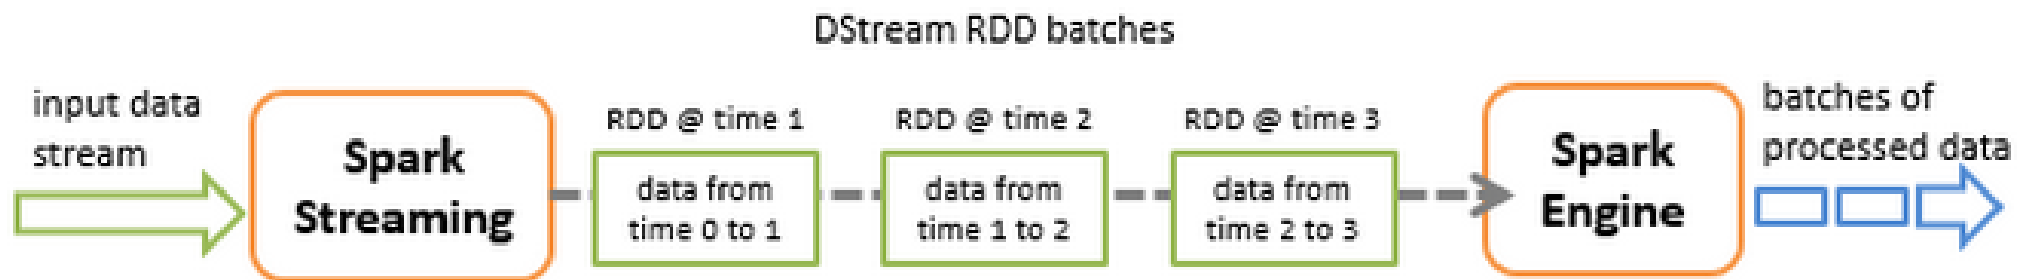 DStream RDD batches
input data
stream
Spark
Streaming
RDD @ time 1
data from
time 0 to 1
RDD @ time 2
data from
time 1 to 2
RDD @ time 3
data from
time 2 to 3
Spark
Engine
batches of
processed data